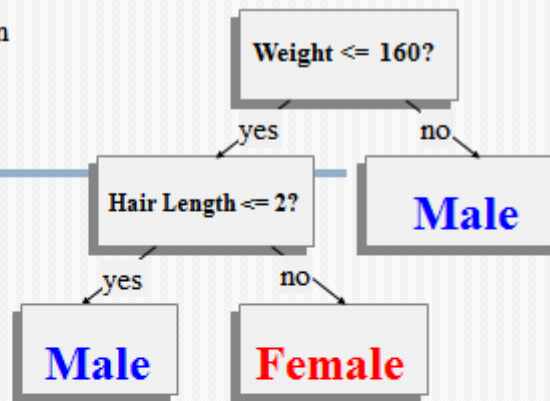 Weight <= 160?
yes
no
Hair Length <= 2?
Male
yes
no
Male
Female